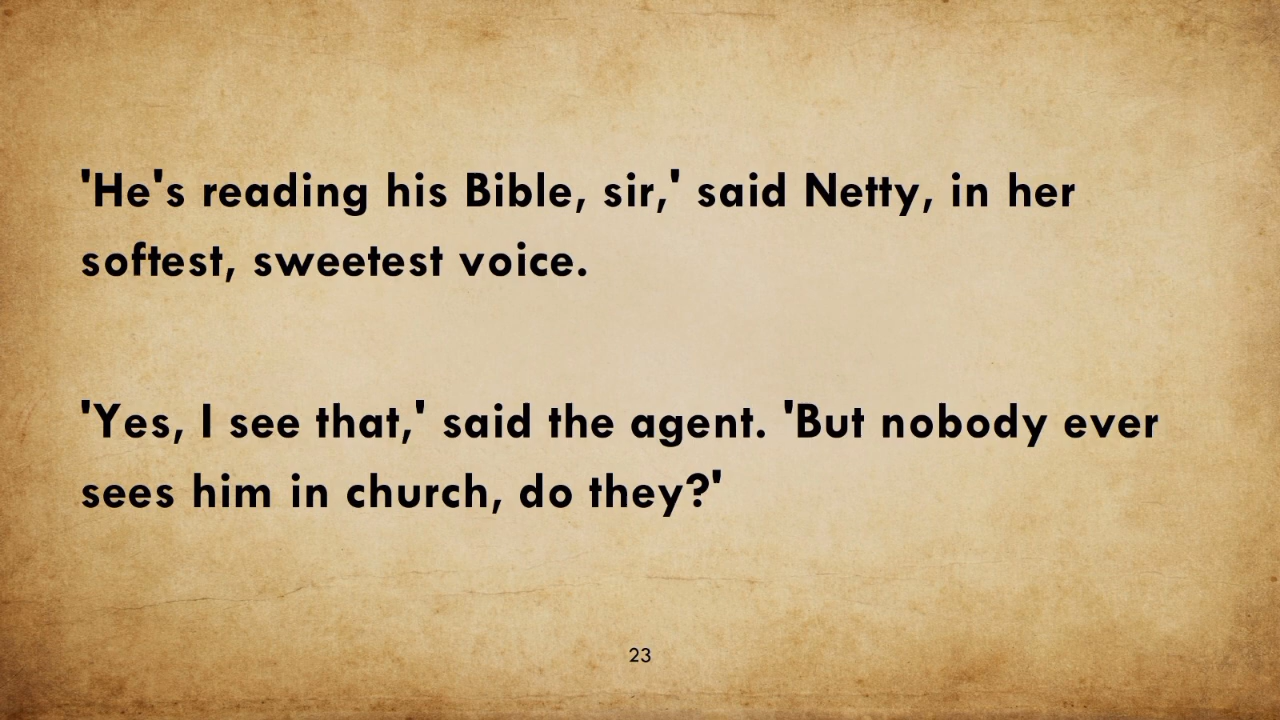 'He's reading his Bible, sir,' said Netty, in her
softest, sweetest voice.
'Yes, I see that,' said the agent. 'But nobody ever
sees him in church, do they?'
23